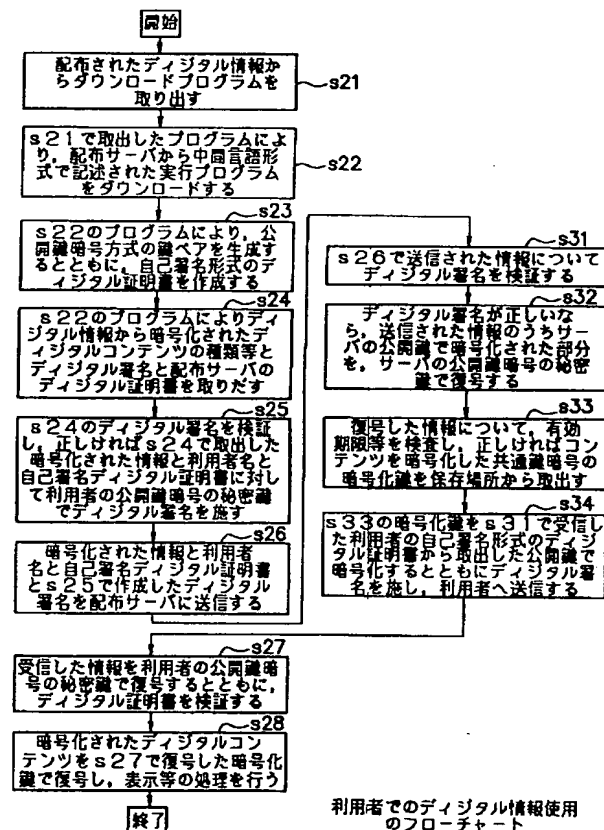 開始
配布されたディジタル情報か
らダウンロードプログラムを
取り出す
s21
s21で取出したプログラムによ
り，配布サーバから中間言語形
式で記述された実行プログラム
をダウンロードする
s22
s23
s22のプログラムにより，公
開鍵暗号方式の鍵ペアを生成す
るとともに，自己署名形式のデ
ィジタル証明書を作成する
s24
s22のプログラムによりディ
ジタル情報から暗号化されたデ
ィジタルコンテンツの種類等と
ディジタル署名と配布サーバの
ディジタル証明書を取りだす
s25
s24のディジタル署名を検証
し，正しければs24で取出した
暗号化された情報と利用者名と
自己署名ディジタル証明書に対し
て利用者の公開鍵暗号の秘密鍵
でディジタル署名を施す
s26
暗号化された情報と利用者
名と自己署名ディジタル証明書
とs25で作成したディジタル
署名を配布サーバに送信する
s31
s26で送信された情報について
ディジタル署名を検証する
s32
ディジタル署名が正しいな
ら，送信された情報のうちサー
バの公開鍵で暗号化された部分
を，サーバの公開鍵暗号の秘密
鍵で復号する
s33
復号した情報について，有効
期限等を検査し，正しければコン
テンツを暗号化した共通鍵暗号の
暗号化鍵を保存場所から取出す
s34
s33の暗号化鍵をs31で受信し
た利用者の自己署名形式のディジ
タル証明書から取出した公開鍵で
暗号化するとともにディジタル署
名を施し，利用者へ送信する
s27
受信した情報を利用者の公開鍵暗
号の秘密鍵で復号するとともに，
ディジタル証明書を検証する
s28
暗号化されたディジタルコン
テンツをs27で復号した暗号化
鍵で復号し，表示等の処理を行う
終了
利用者でのディジタル情報使用
のフローチャート